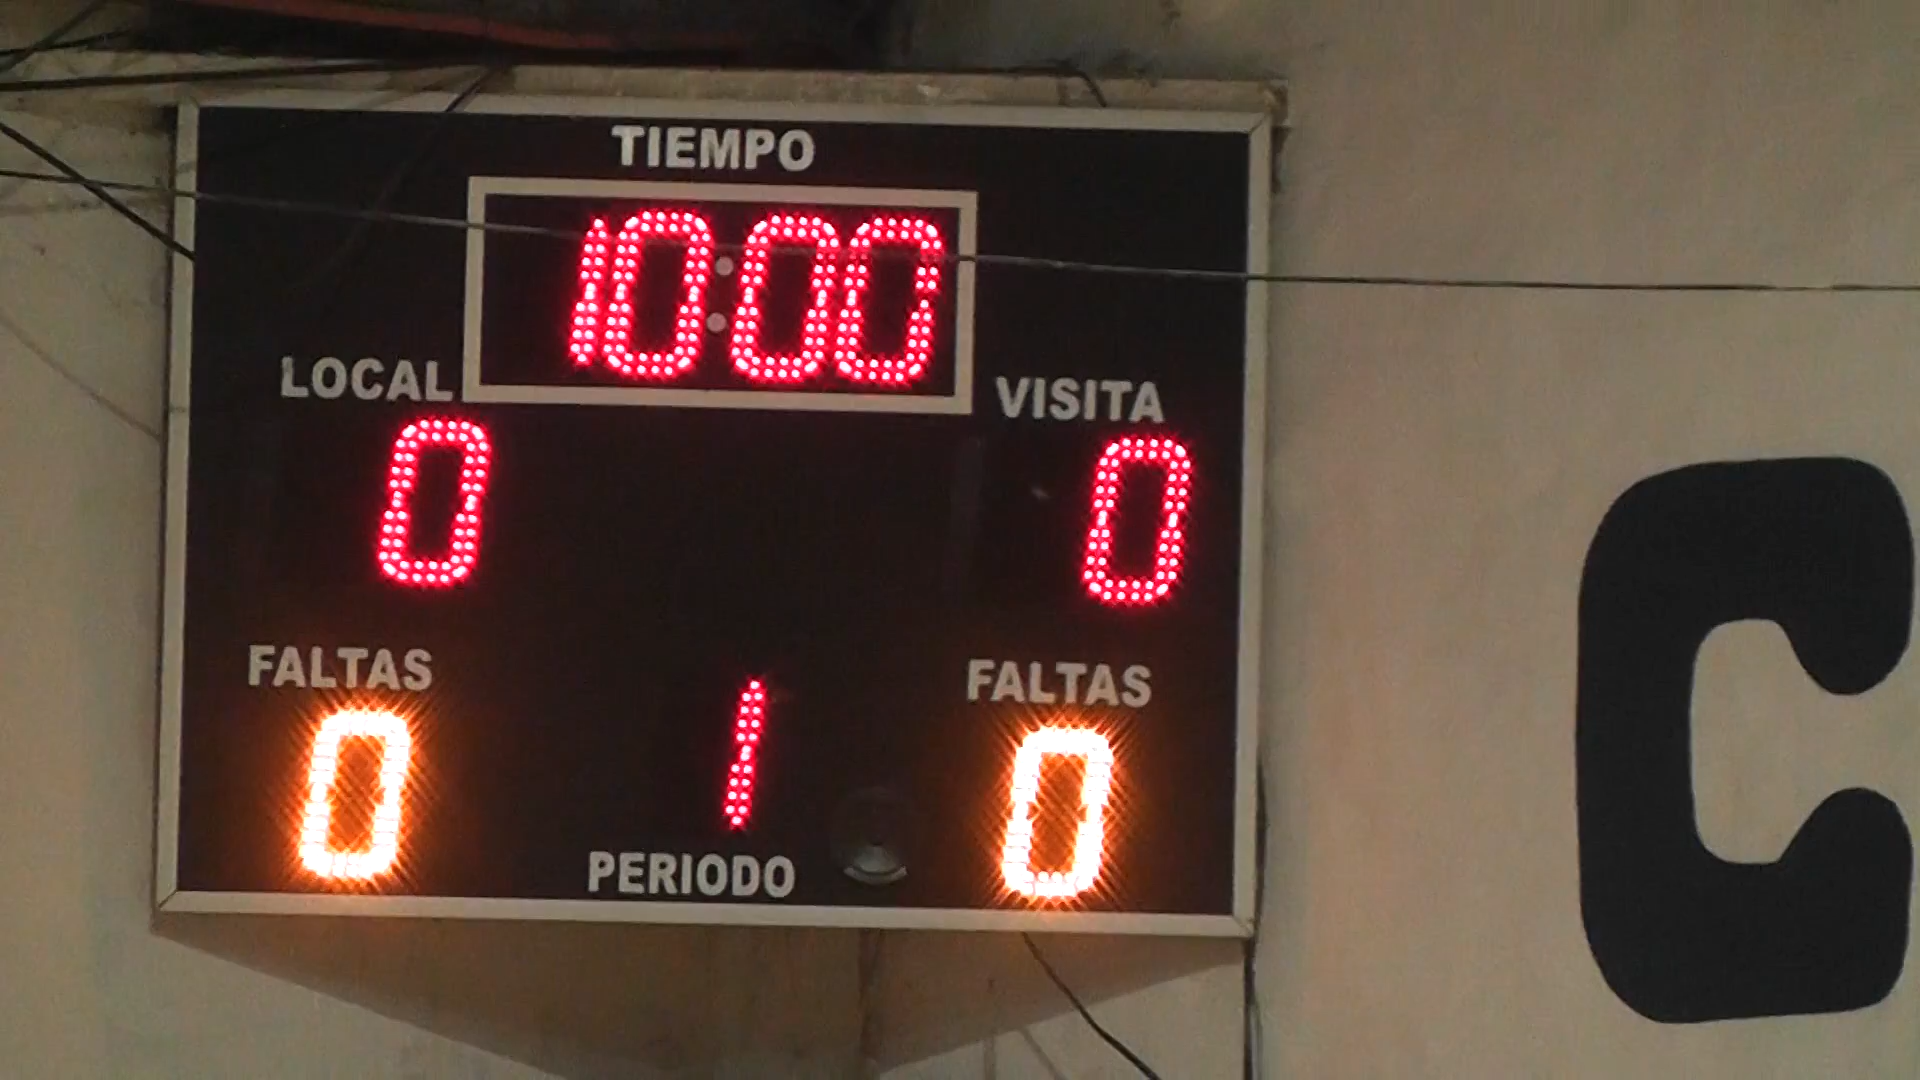 TIEMPO
10:00
LOCAL VISITA
0 0
FALTAS FALTAS
0 1 0
PERIODO
C